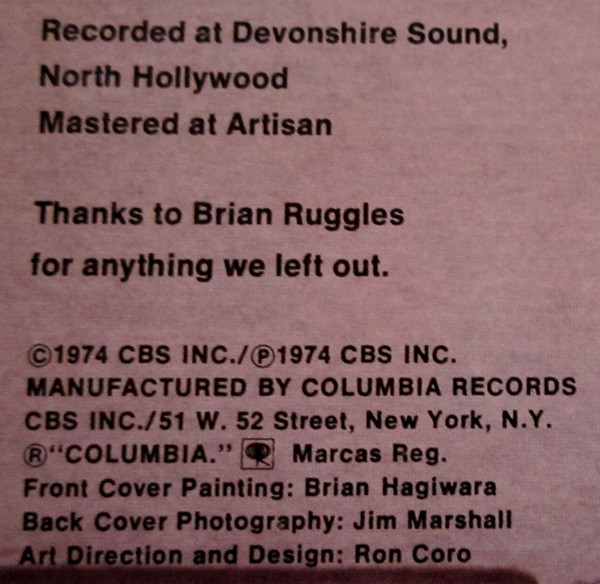 Recorded at Devonshire Sound,
North Hollywood
Mastered at Artisan
Thanks to Brian Ruggles
for anything we left out.
©1974 CBS INC./℗1974 CBS INC.
MANUFACTURED BY COLUMBIA RECORDS
CBS INC./51 W. 52 Street, New York, N.Y.
®"COLUMBIA." Marcas Reg.
Front Cover Painting: Brian Hagiwara
Back Cover Photography: Jim Marshall
Art Direction and Design: Ron Coro